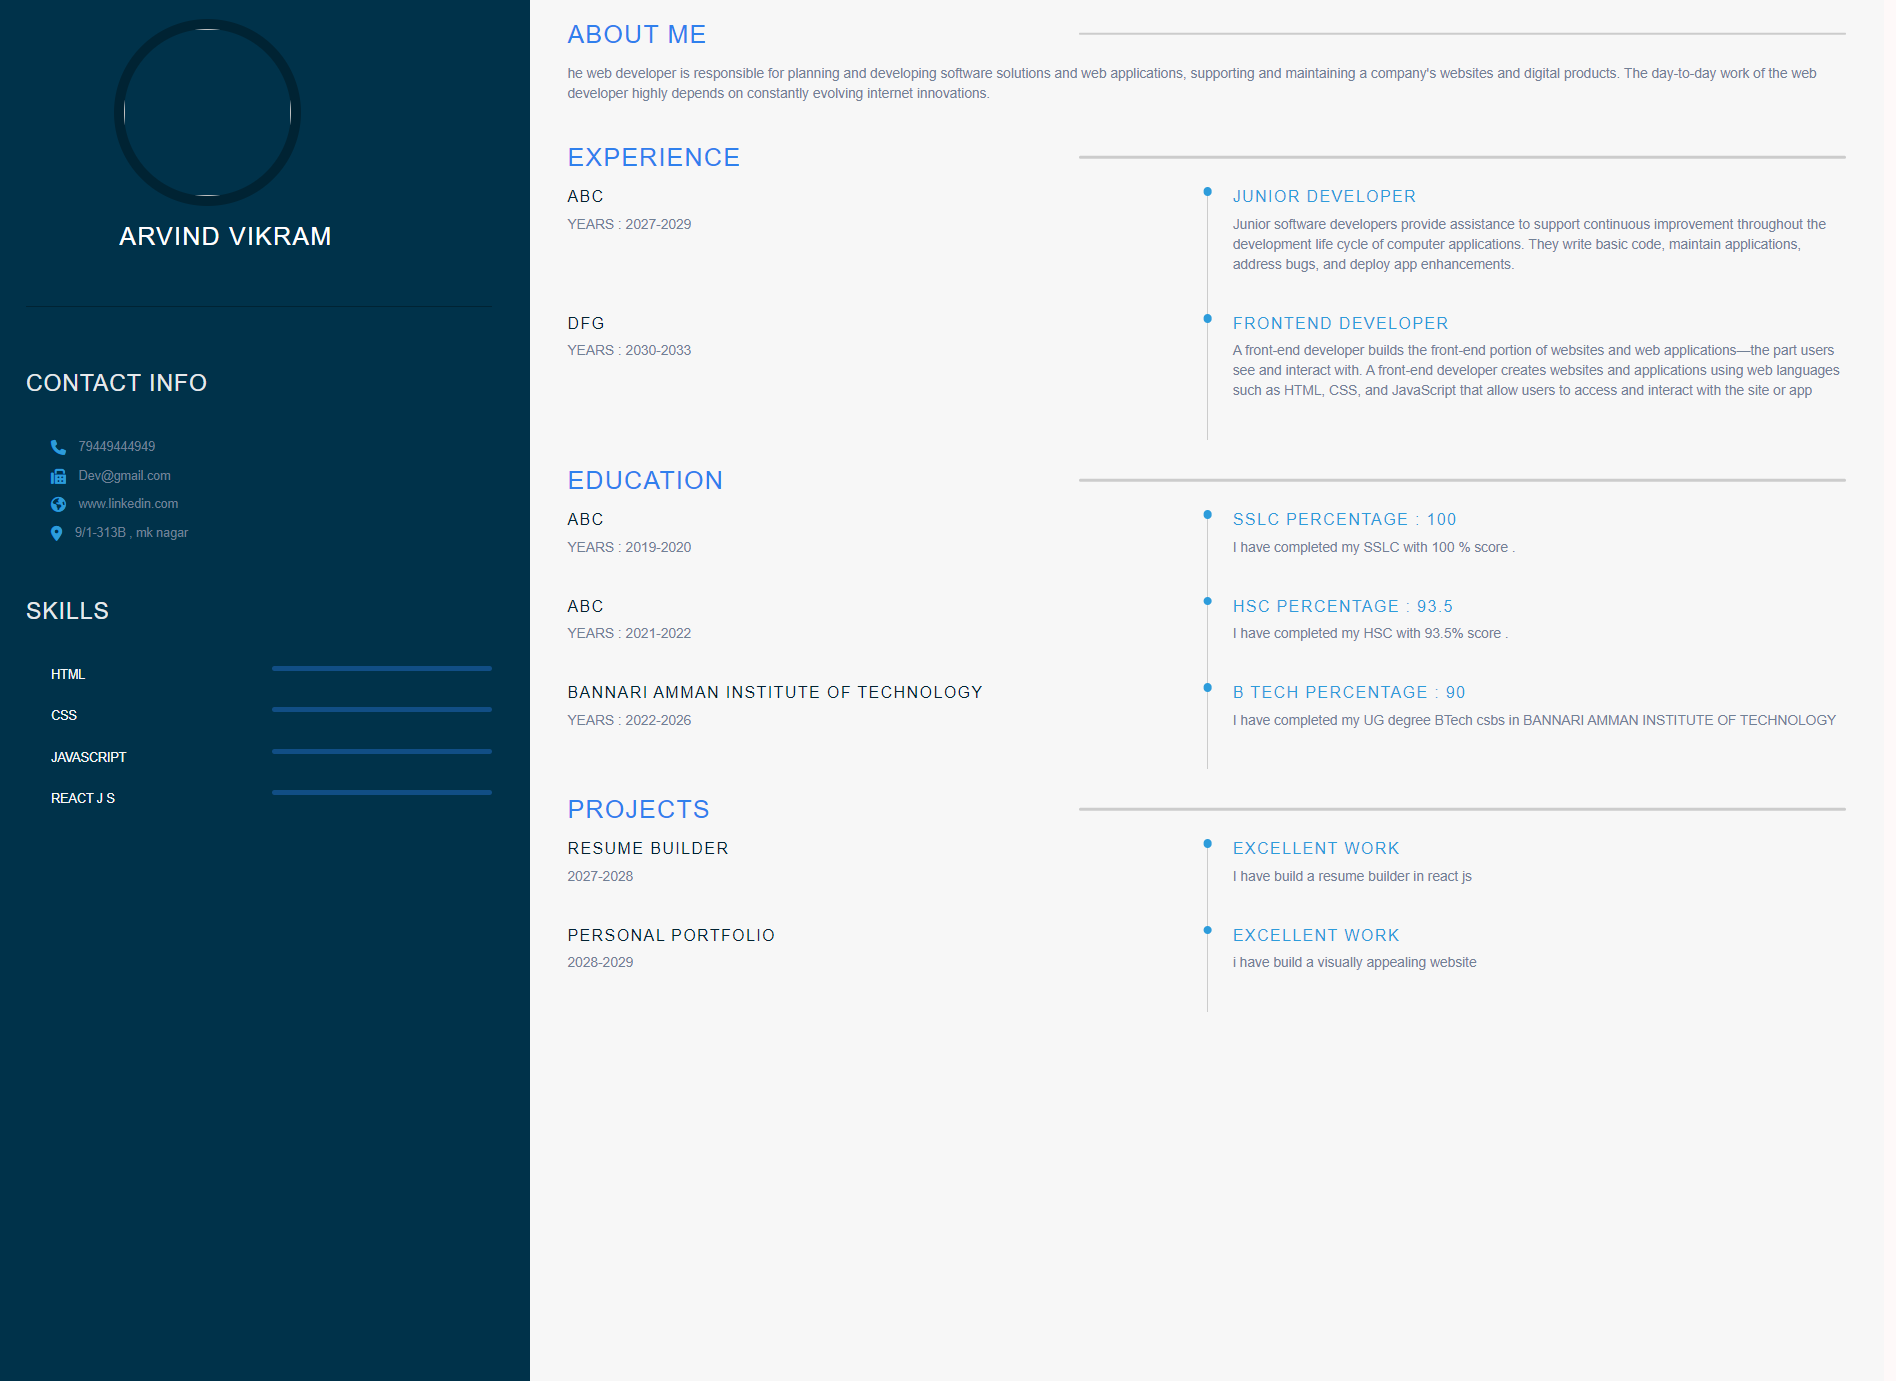 ARVIND VIKRAM
CONTACT INFO
79449444949
Dev@gmail.com
www.linkedin.com
9/1-313B , mk nagar
SKILLS
HTML
CSS
JAVASCRIPT
REACT J S
ABOUT ME
he web developer is responsible for planning and developing software solutions and web applications, supporting and maintaining a company's websites and digital products. The day-to-day work of the web
developer highly depends on constantly evolving internet innovations.
EXPERIENCE
ABC
YEARS : 2027-2029
JUNIOR DEVELOPER
Junior software developers provide assistance to support continuous improvement throughout the
development life cycle of computer applications. They write basic code, maintain applications,
address bugs, and deploy app enhancements.
DFG
YEARS : 2030-2033
FRONTEND DEVELOPER
A front-end developer builds the front-end portion of websites and web applications—the part users
see and interact with. A front-end developer creates websites and applications using web languages
such as HTML, CSS, and JavaScript that allow users to access and interact with the site or app
EDUCATION
ABC
YEARS : 2019-2020
SSLC PERCENTAGE : 100
I have completed my SSLC with 100 % score .
ABC
YEARS : 2021-2022
HSC PERCENTAGE : 93.5
I have completed my HSC with 93.5% score .
BANNARI AMMAN INSTITUTE OF TECHNOLOGY
YEARS : 2022-2026
B TECH PERCENTAGE : 90
I have completed my UG degree BTech csbs in BANNARI AMMAN INSTITUTE OF TECHNOLOGY
PROJECTS
RESUME BUILDER
2027-2028
EXCELLENT WORK
I have build a resume builder in react js
PERSONAL PORTFOLIO
2028-2029
EXCELLENT WORK
i have build a visually appealing website